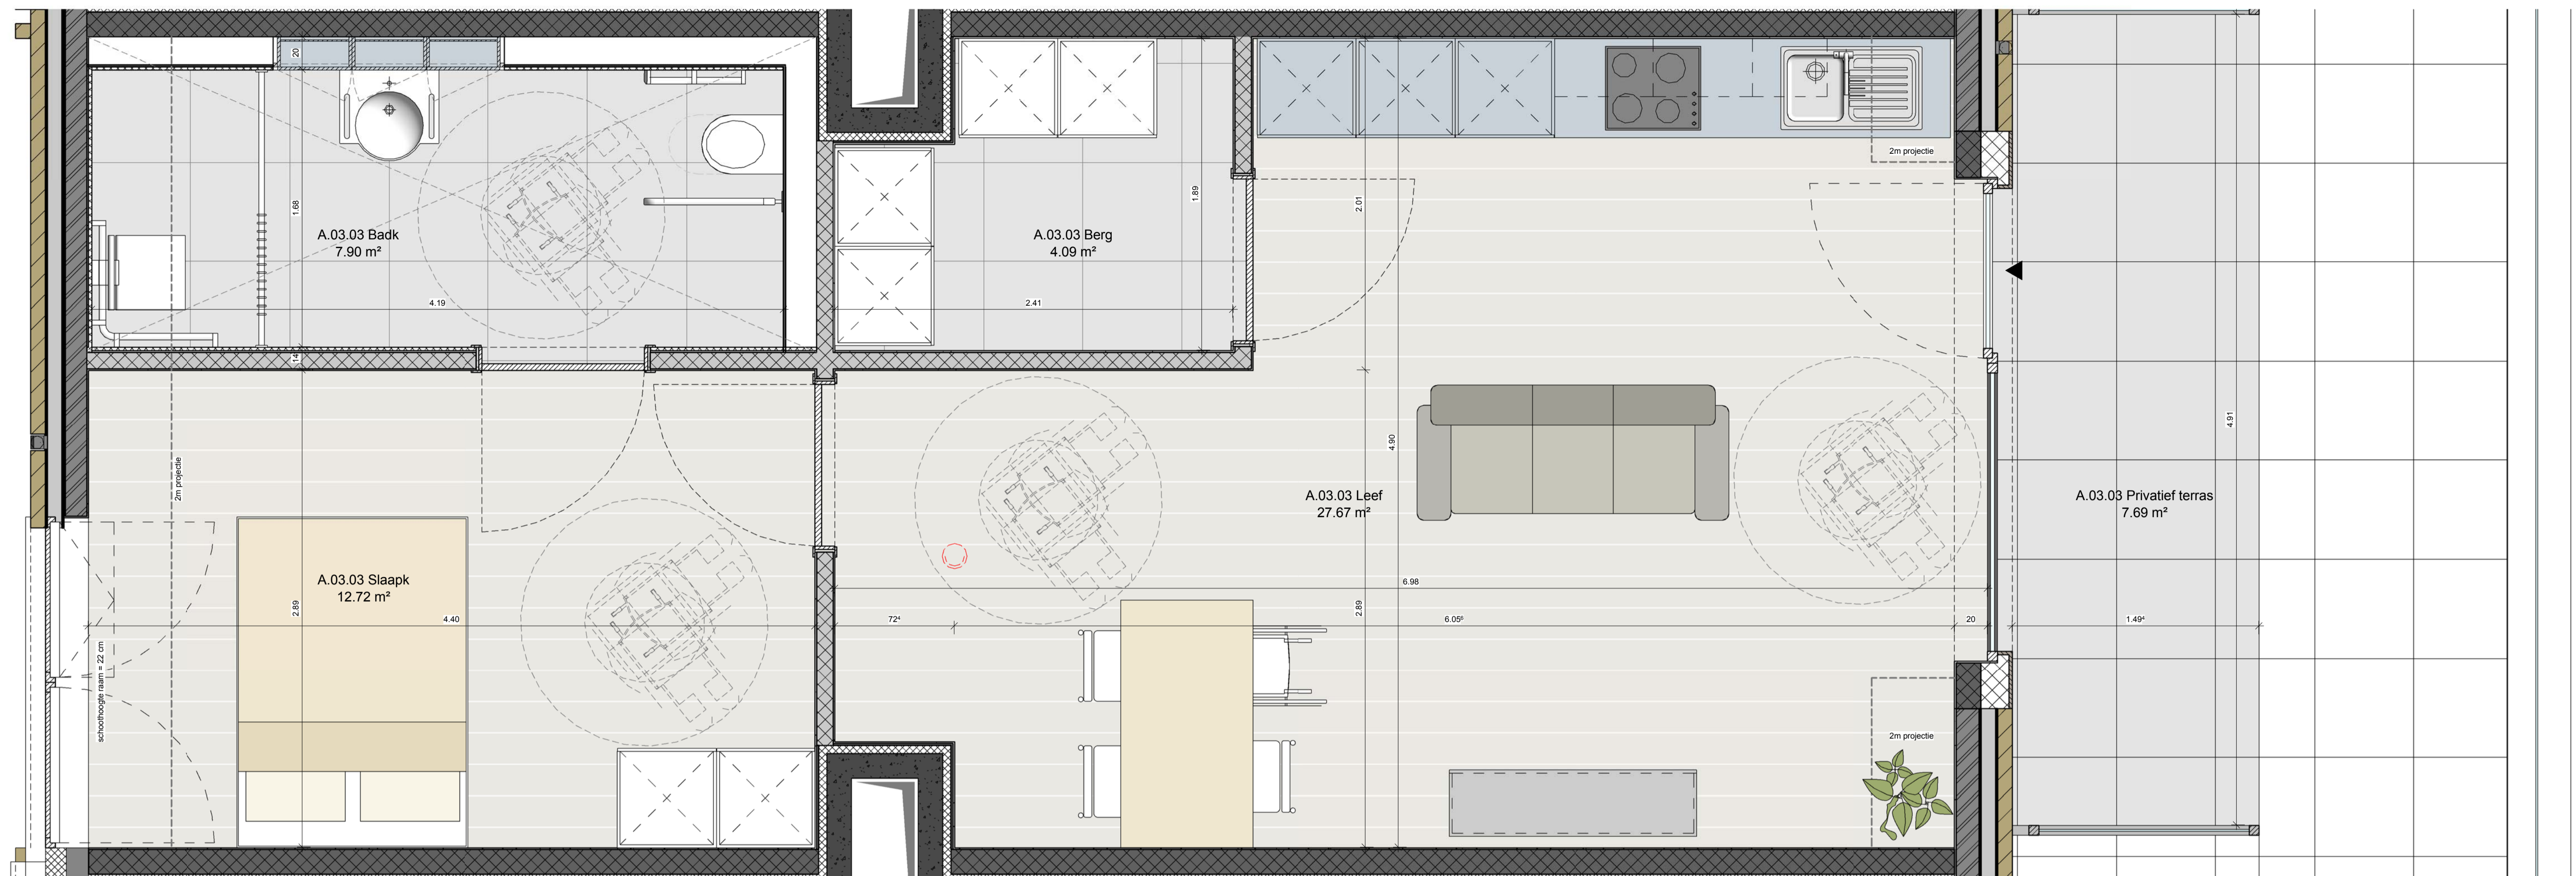 20
1.68
A.03.03 Badk
7.90 m²
4.19
14
A.03.03 Berg
4.09 m²
1.89
2.41
2.01
2m projectie
4.90
A.03.03 Leef
27.67 m²
6.98
2.89
72⁴
6.05⁶
20
2m projectie
A.03.03 Slaapk
12.72 m²
2.89
4.40
2m projectie
schoothoogte raam = 22 cm
A.03.03 Privatief terras
7.69 m²
4.91
1.49⁴